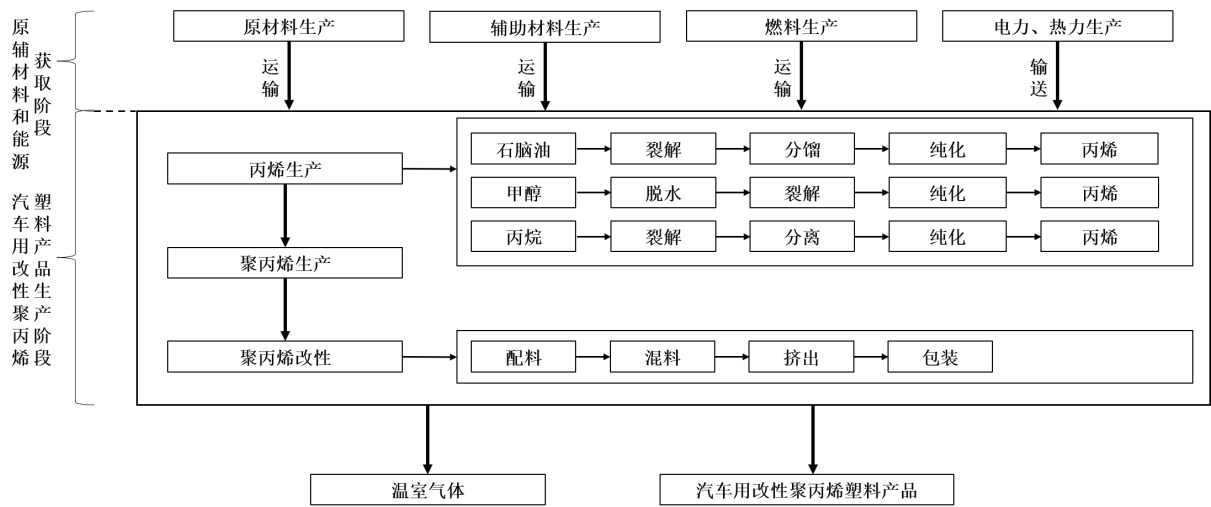 原辅材料和能源
获取阶段
原材料生产
辅助材料生产
燃料生产
电力、热力生产
运输
运输
运输
输送
汽车用改性聚丙烯
塑料产品生产阶段
丙烯生产
石脑油
裂解
分馏
纯化
丙烯
甲醇
脱水
裂解
纯化
丙烯
丙烷
裂解
分离
纯化
丙烯
聚丙烯生产
聚丙烯改性
配料
混料
挤出
包装
温室气体
汽车用改性聚丙烯塑料产品